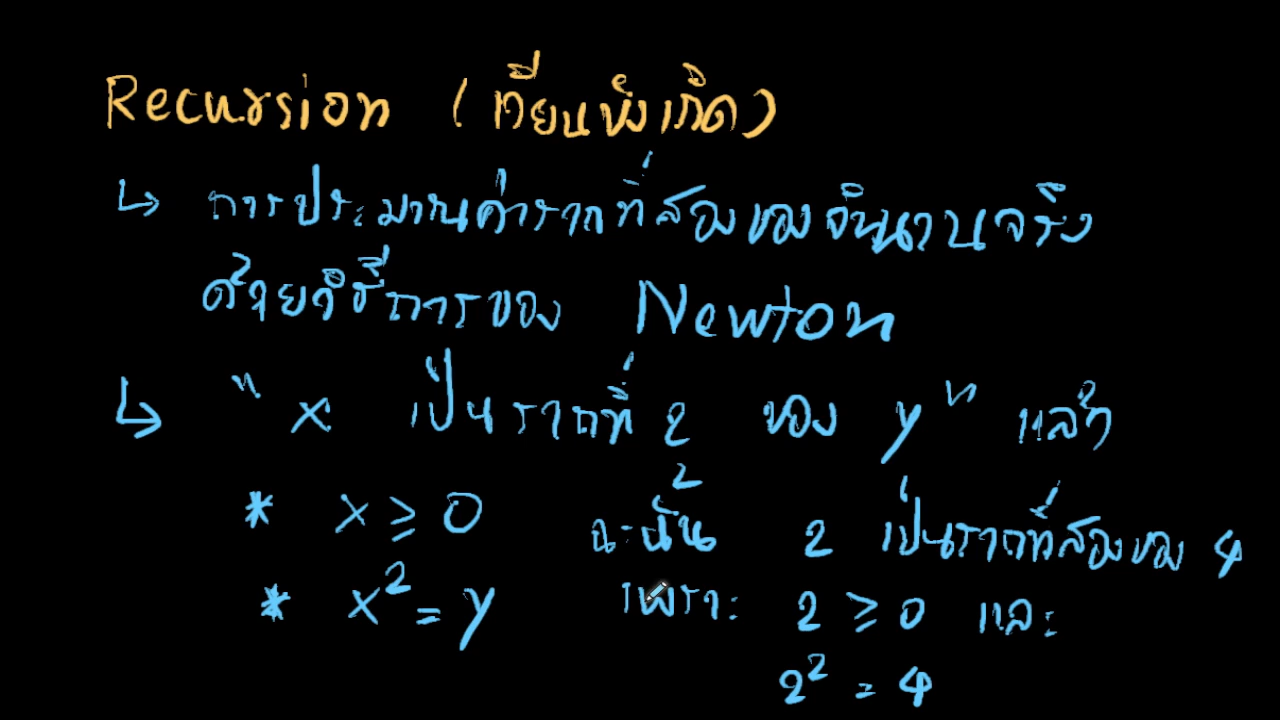 Recursion (เวียนบังเกิด)
↳ การประมาณค่ารากที่สองของจำนวนจริง
ด้วยวิธีการของ Newton
↳ "x เป็นรากที่ 2 ของ y" แล้ว
* x ≥ 0 ฉะนั้น 2 เป็นรากที่สองของ 4
* x² = y เพราะ 2 ≥ 0 และ
2² = 4